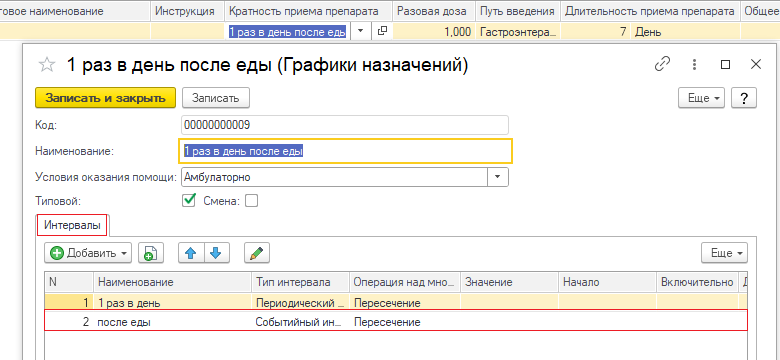 товое наименование Инструкция Кратность приема препарата Разовая доза Путь введения Длительность приема препарата Общее
1 раз в день после еды 1,000 Гастроэнтера... 7 День
1 раз в день после еды (Графики назначений)
Записать и закрыть Записать Еще ?
Код: 00000000009
Наименование: 1 раз в день после еды
Условия оказания помощи: Амбулаторно
Типовой: Смена:
Интервалы
Добавить Еще
N Наименование Тип интервала Операция над мно... Значение Начало Включительно Д
1 1 раз в день Периодический ... Пересечение
2 после еды Событийный ин... Пересечение